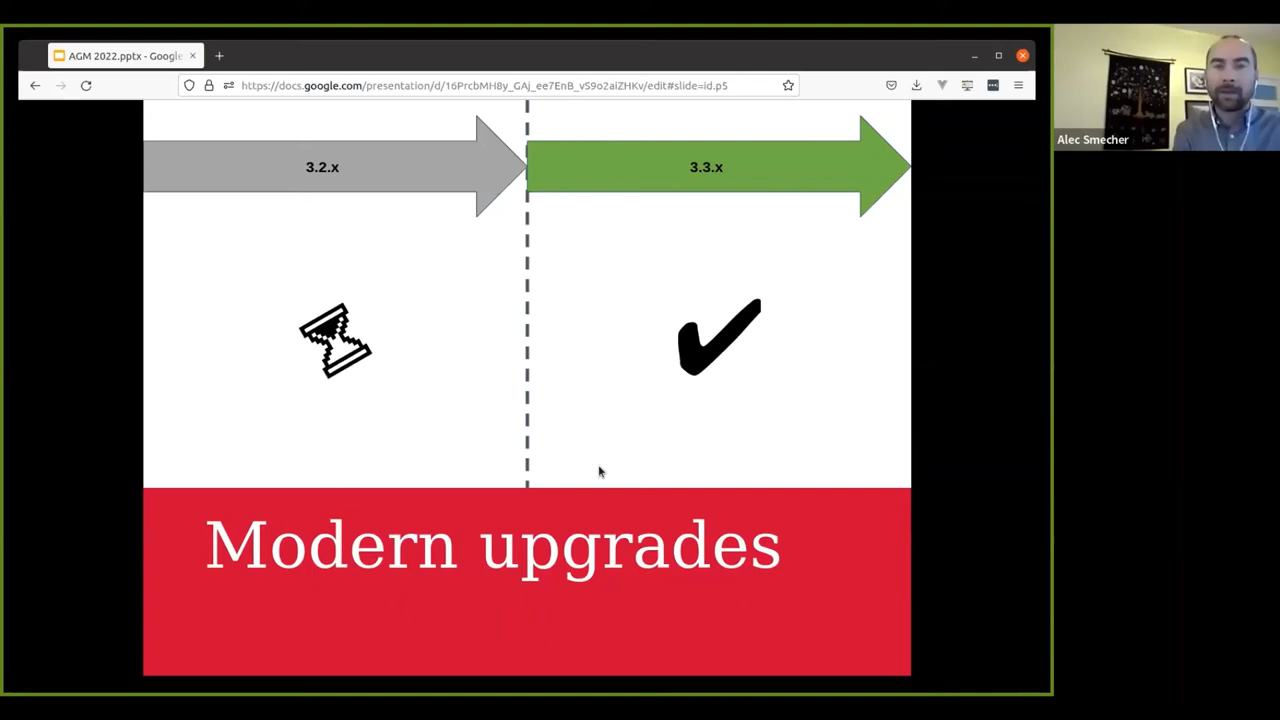 AGM 2022.pptx - Google
https://docs.google.com/presentation/d/16PrcbMH8y_GAj_ee7EnB_vS9o2aiZHKv/edit#slide=id.p5
Alec Smecher
3.2.x
3.3.x
Modern upgrades